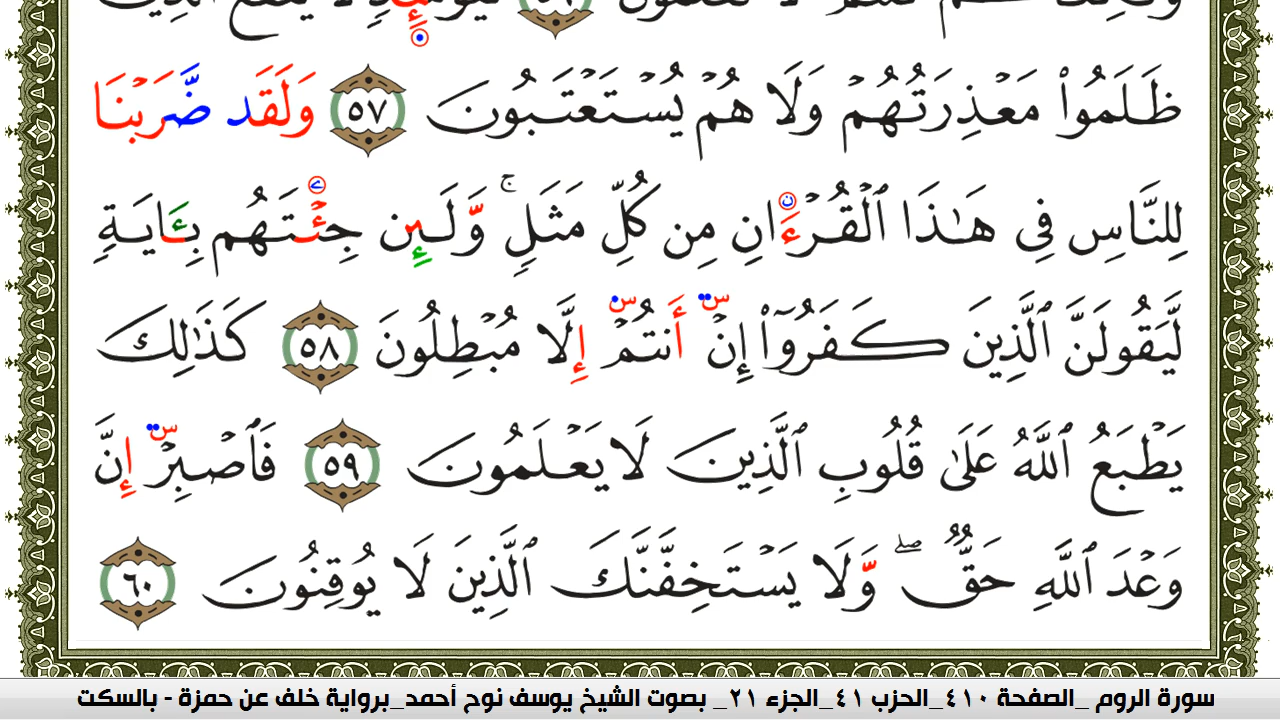 ظَلَمُوا۟ مَعْذِرَتُهُمْ وَلَا هُمْ يُسْتَعْتَبُونَ ٥٧ وَلَقَد ضَّرَبْنَا
لِلنَّاسِ فِى هَـٰذَا ٱلْقُرْءَانِ مِن كُلِّ مَثَلٍۚ وَّلَـئِن جِئْتَهُم بِـَٔايَةٍ
لَّيَقُولَنَّ ٱلَّذِينَ كَفَرُوٓا۟ إِنْ أَنتُمْ إِلَّا مُبْطِلُونَ ٥٨ كَذَٰلِكَ
يَطْبَعُ ٱللَّهُ عَلَىٰ قُلُوبِ ٱلَّذِينَ لَا يَعْلَمُونَ ٥٩ فَٱصْبِرْ إِنَّ
وَعْدَ ٱللَّهِ حَقٌّۖ وَّلَا يَسْتَخِفَّنَّكَ ٱلَّذِينَ لَا يُوقِنُونَ ٦٠
سورة الروم _الصفحة ٤١٠_الحزب ٤١_الجزء ٢١_ بصوت الشيخ يوسف نوح أحمد_برواية خلف عن حمزة - بالسكت